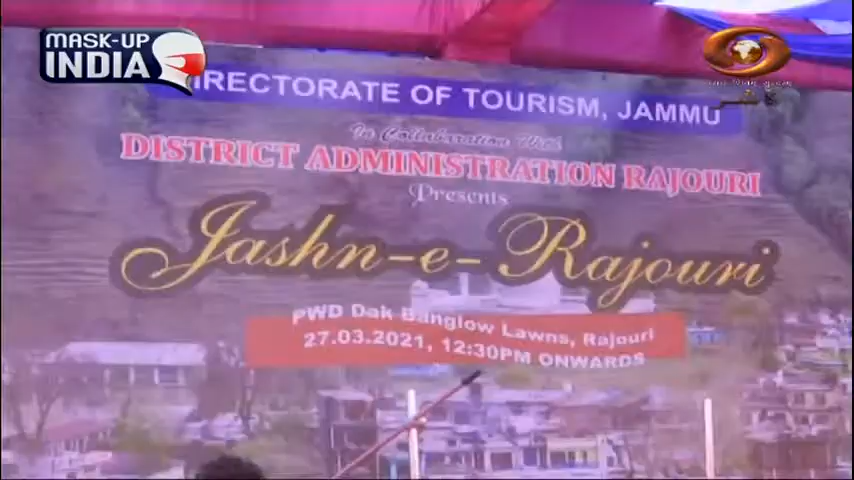 MASK-UP
INDIA
DIRECTORATE OF TOURISM, JAMMU
In Collabaration With
DISTRICT ADMINISTRATION RAJOURI
Presents
Jashn-e-Rajouri
PWD Dak Banglow Lawns, Rajouri
27.03.2021, 12:30PM ONWARDS